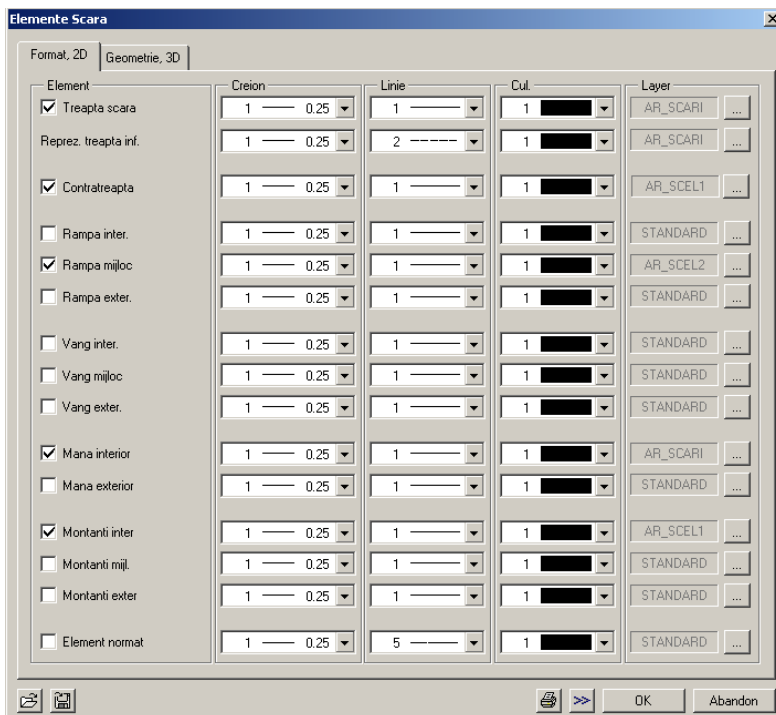 Elemente Scara
Format, 2D Geometrie, 3D
Element Creion Linie Cul. Layer
Treapta scara 1 0.25 1 1 AR_SCARI ...
Reprez. treapta inf. 1 0.25 2 1 AR_SCARI ...
Contratreapta 1 0.25 1 1 AR_SCEL1 ...
Rampa inter. 1 0.25 1 1 STANDARD ...
Rampa mijloc 1 0.25 1 1 AR_SCEL2 ...
Rampa exter. 1 0.25 1 1 STANDARD ...
Vang inter. 1 0.25 1 1 STANDARD ...
Vang mijloc 1 0.25 1 1 STANDARD ...
Vang exter. 1 0.25 1 1 STANDARD ...
Mana interior 1 0.25 1 1 AR_SCARI ...
Mana exterior 1 0.25 1 1 STANDARD ...
Montanti inter 1 0.25 1 1 AR_SCEL1 ...
Montanti mijl. 1 0.25 1 1 STANDARD ...
Montanti exter 1 0.25 1 1 STANDARD ...
Element normat 1 0.25 5 1 STANDARD ...
>> OK Abandon